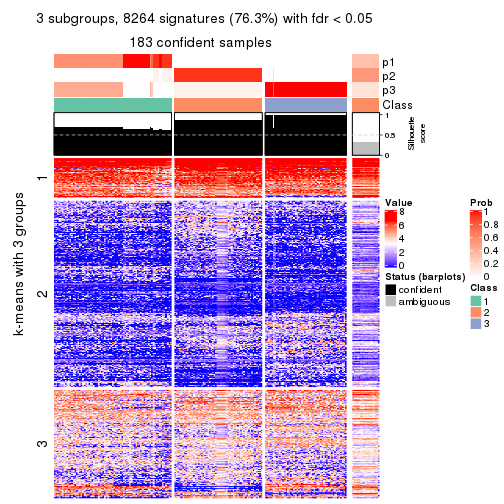 3 subgroups, 8264 signatures (76.3%) with fdr < 0.05
183 confident samples
p1
p2
p3
Class
1
0.5
0
Silhouette
score
k-means with 3 groups
1
2
3
Value
8
6
4
2
0
Status (barplots)
confident
ambiguous
Prob
1
0.8
0.6
0.4
0.2
0
Class
1
2
3